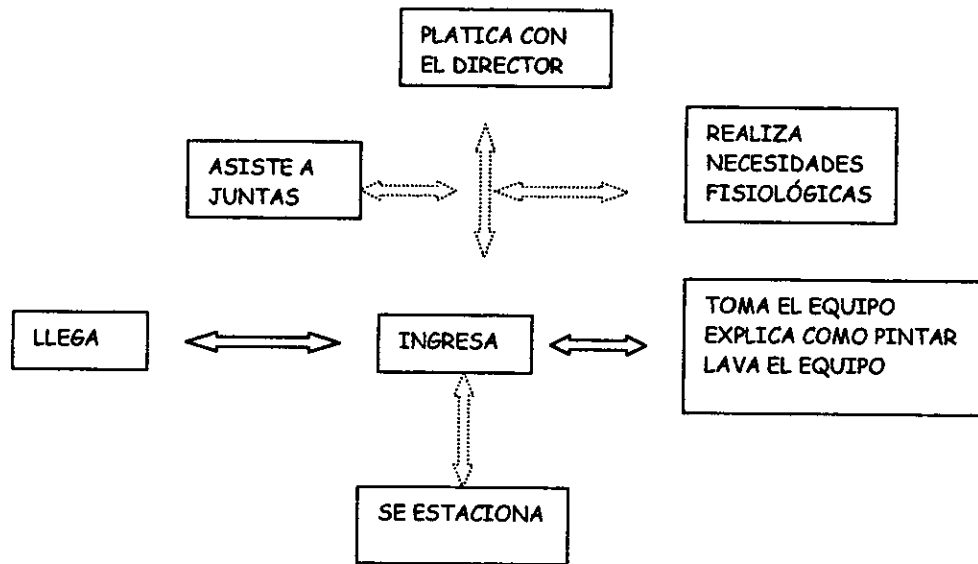 PLATICA CON
EL DIRECTOR
ASISTE A
JUNTAS
REALIZA
NECESIDADES
FISIOLÓGICAS
LLEGA
INGRESA
TOMA EL EQUIPO
EXPLICA COMO PINTAR
LAVA EL EQUIPO
SE ESTACIONA